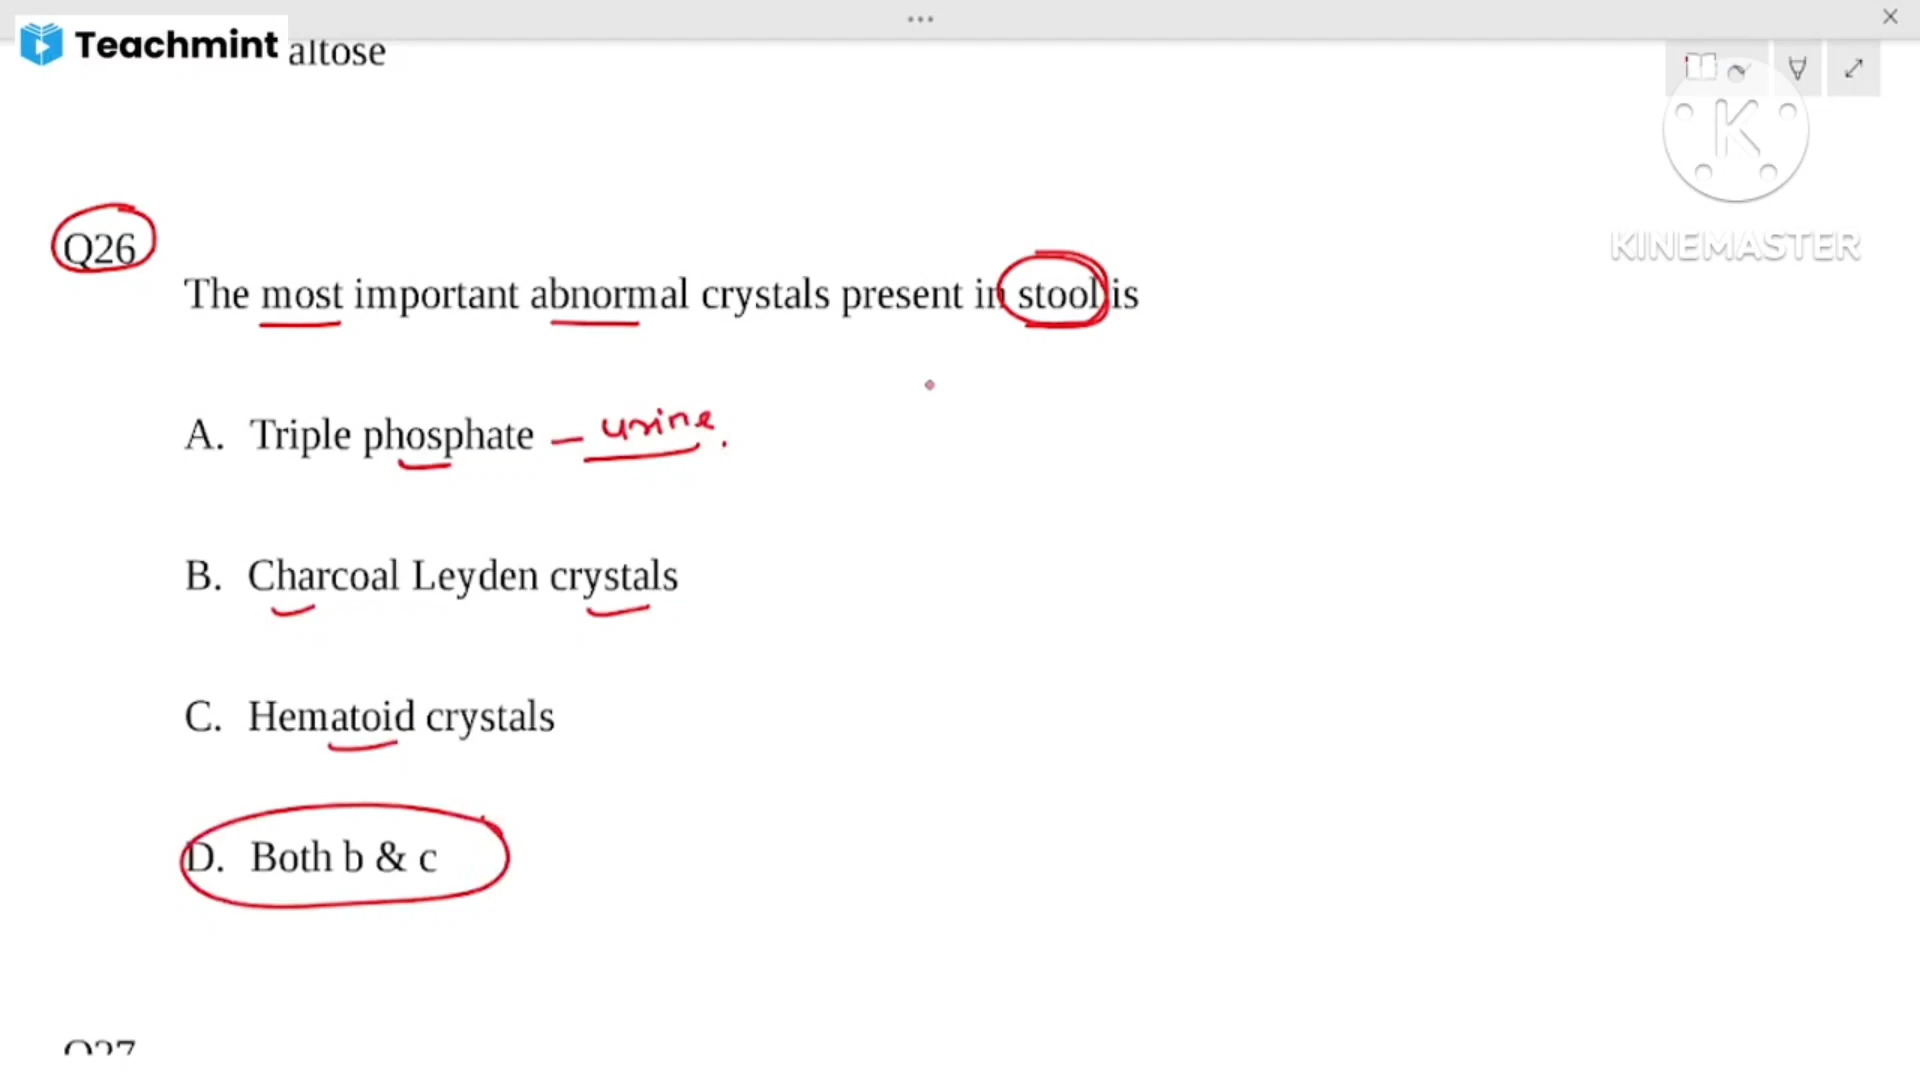 Teachmint altose
KINEMASTER
Q26
The most important abnormal crystals present in stool is
A. Triple phosphate – urine.
B. Charcoal Leyden crystals
C. Hematoid crystals
D. Both b & c
Q27